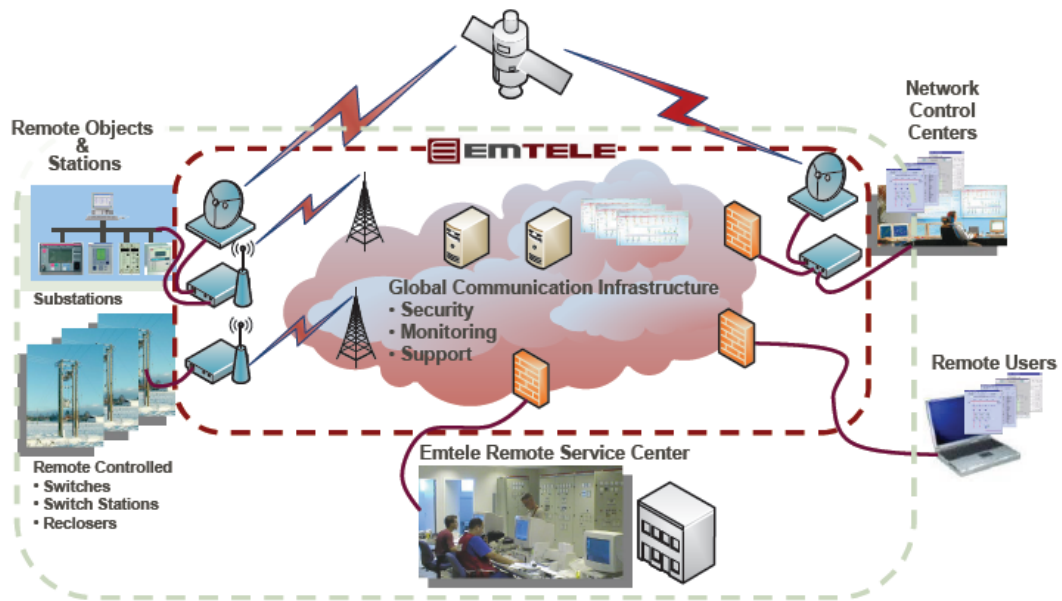 Remote Objects
&
Stations
EMTELE
Network
Control
Centers
Substations
Global Communication Infrastructure
• Security
• Monitoring
• Support
Remote Users
Remote Controlled
• Switches
• Switch Stations
• Reclosers
Emtele Remote Service Center